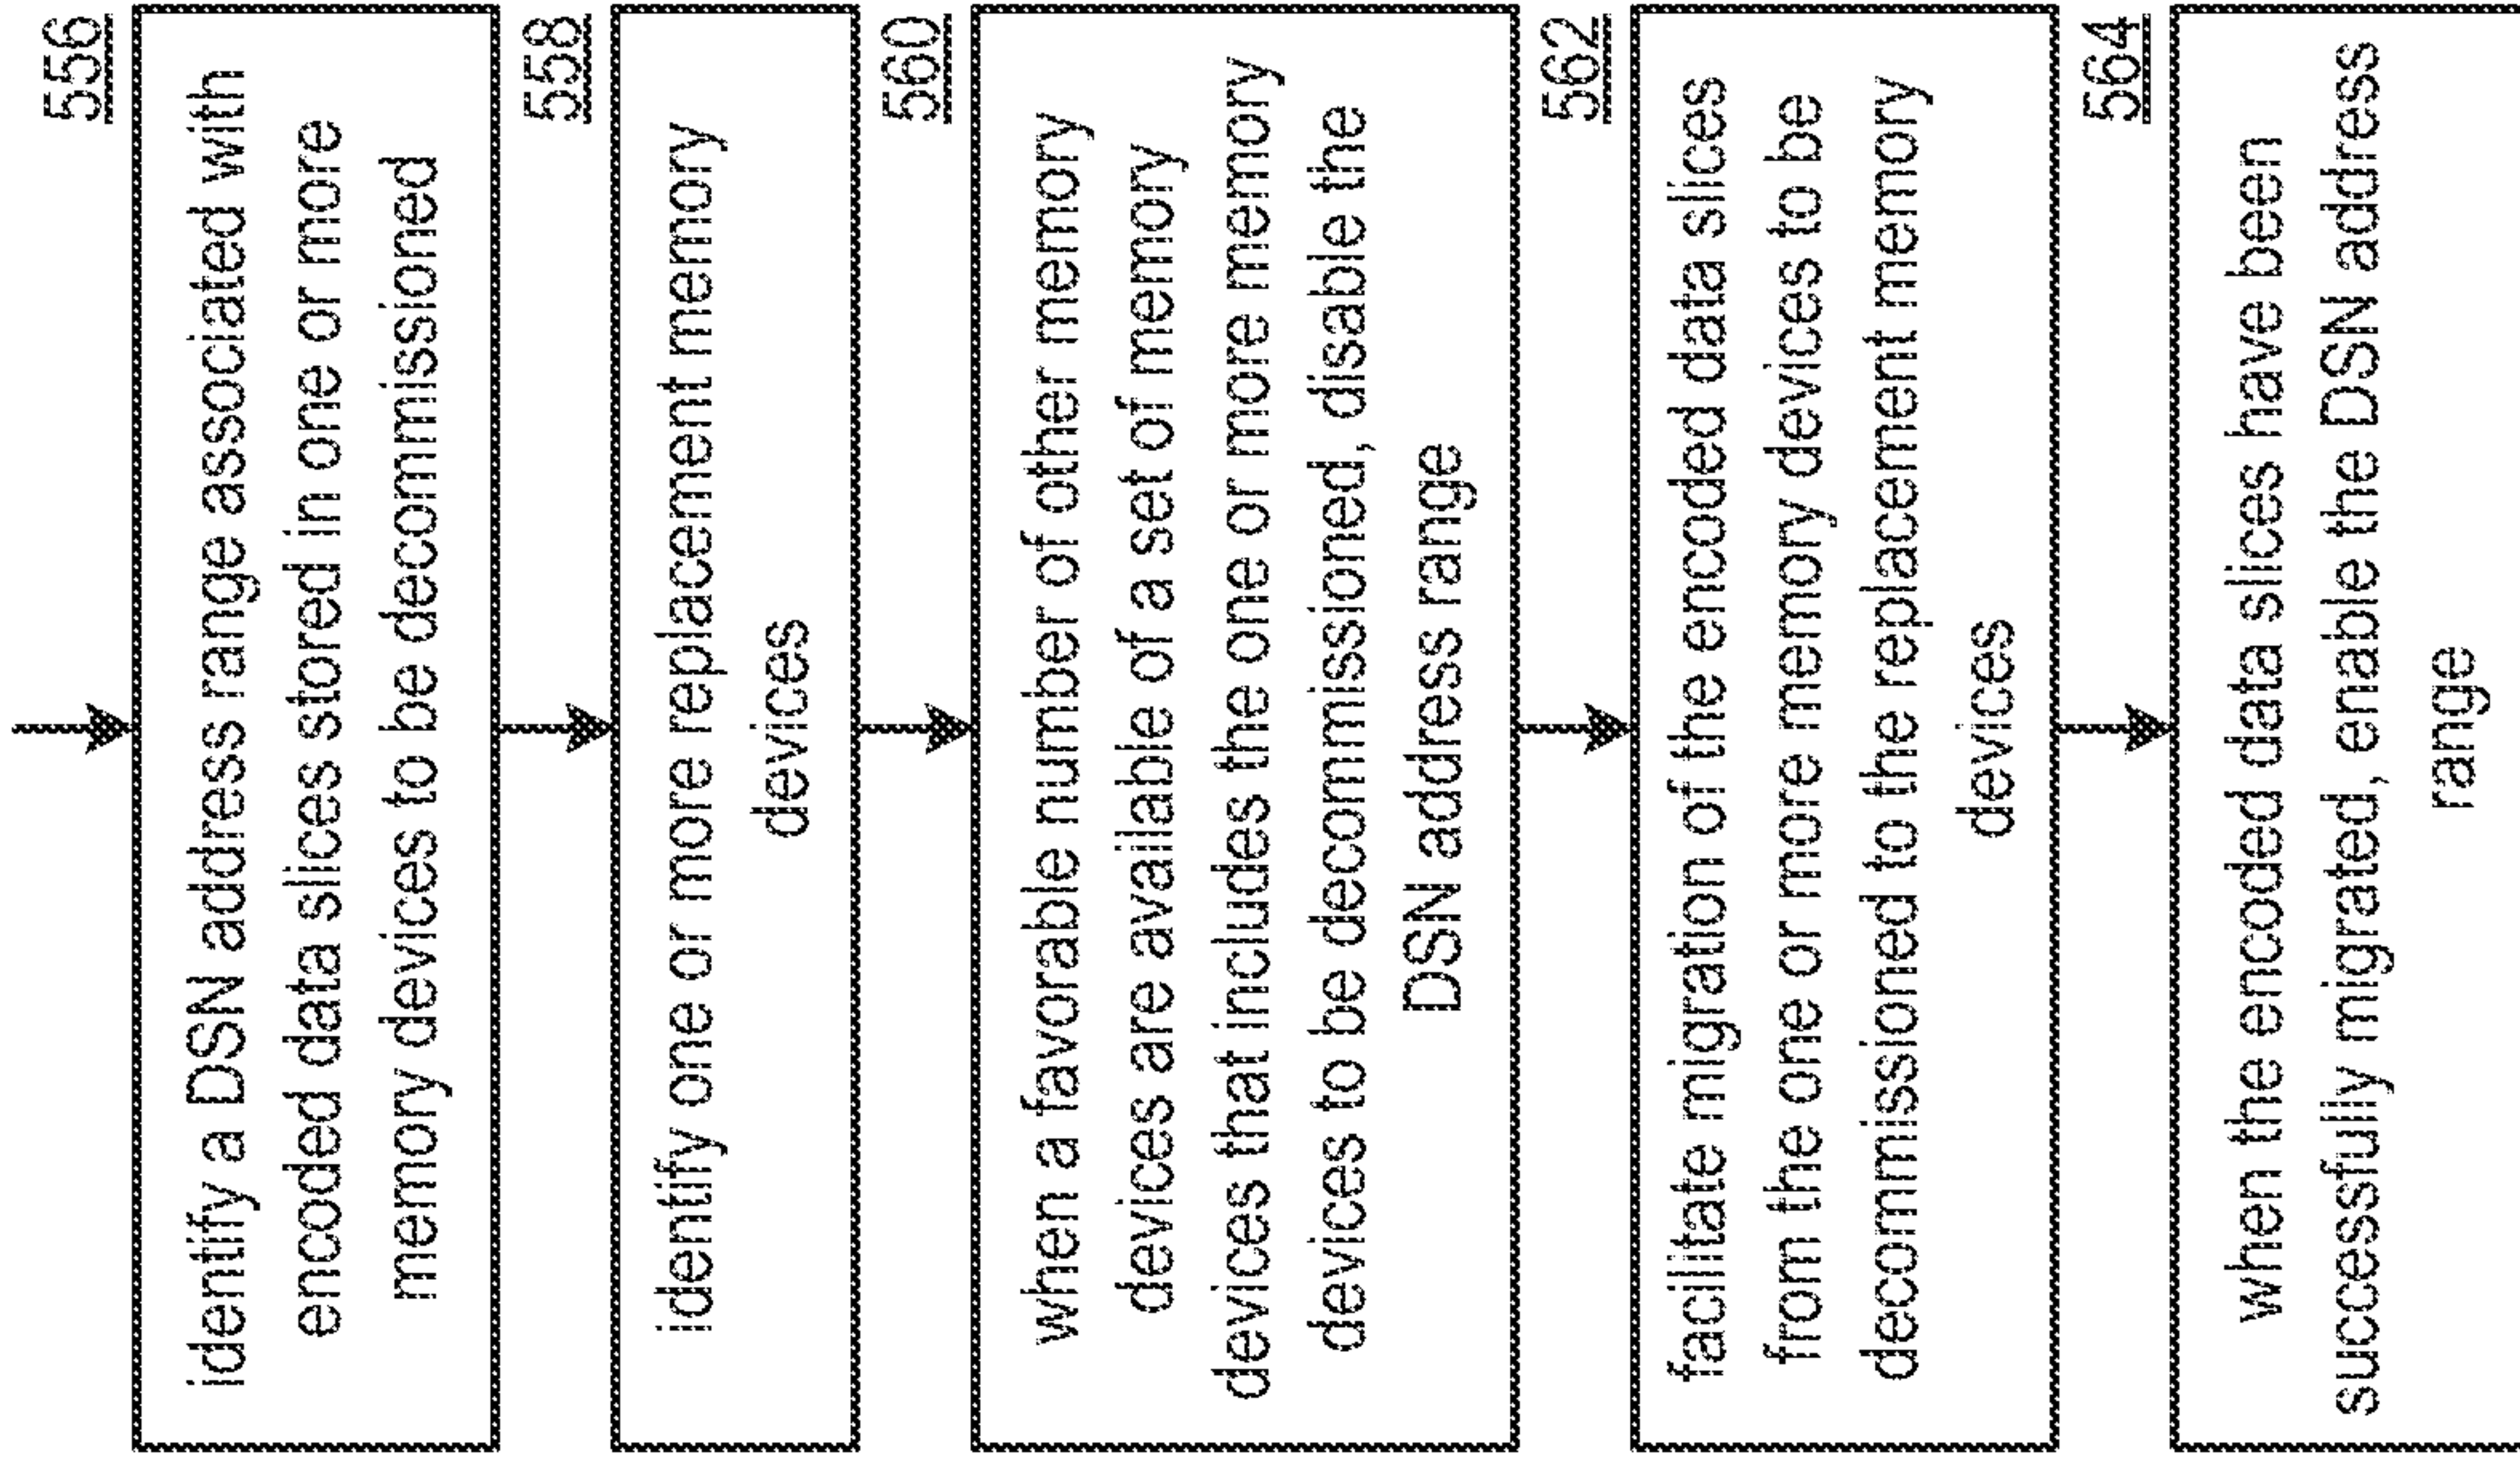 556
identify a DSN address range associated with
encoded data slices stored in one or more
memory devices to be decommissioned
558
identify one or more replacement memory
devices
560
when a favorable number of other memory
devices are available of a set of memory
devices that includes the one or more memory
devices to be decommissioned, disable the
DSN address range
562
facilitate migration of the encoded data slices
from the one or more memory devices to be
decommissioned to the replacement memory
devices
564
when the encoded data slices have been
successfully migrated, enable the DSN address
range